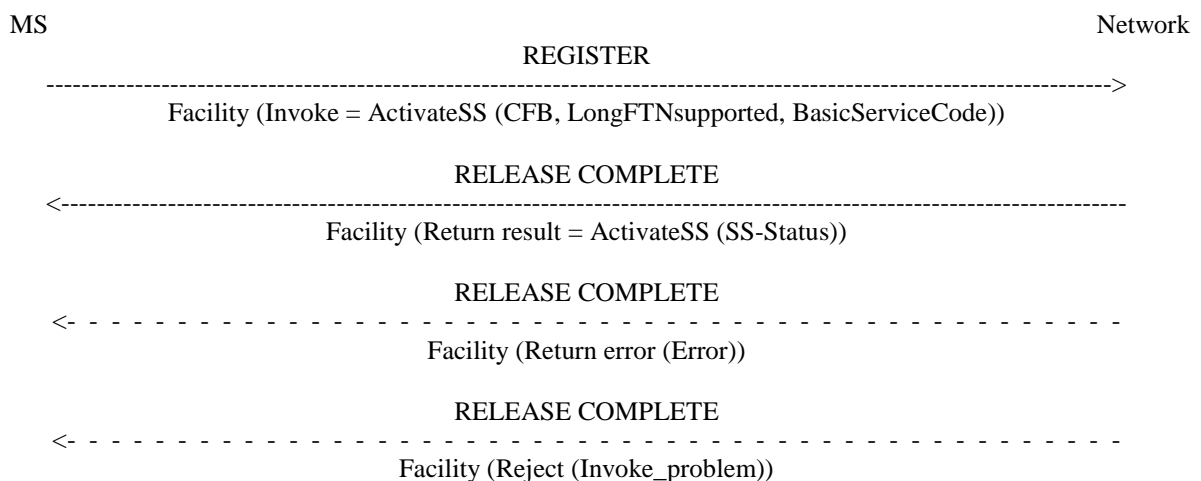 MS Network
REGISTER
Facility (Invoke = ActivateSS (CFB, LongFTNsupported, BasicServiceCode))
RELEASE COMPLETE
Facility (Return result = ActivateSS (SS-Status))
RELEASE COMPLETE
Facility (Return error (Error))
RELEASE COMPLETE
Facility (Reject (Invoke_problem))